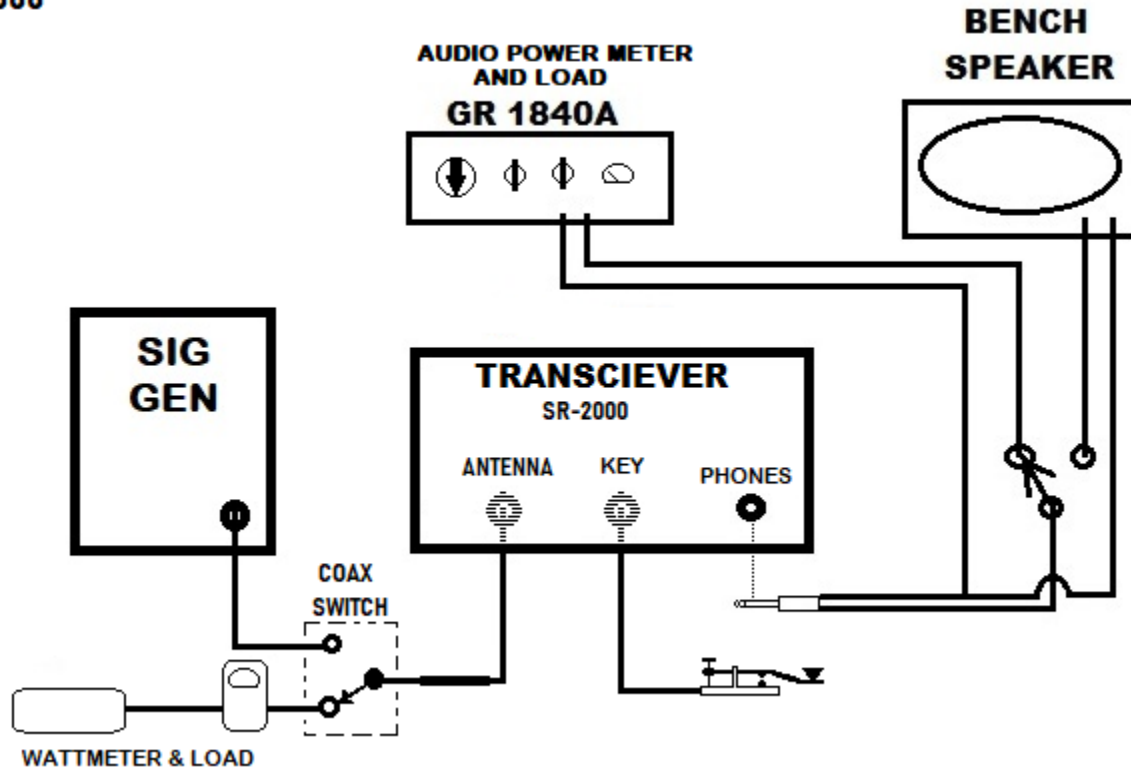 BENCH
SPEAKER
AUDIO POWER METER
AND LOAD
GR 1840A
SIG
GEN
TRANSCIEVER
SR-2000
ANTENNA
KEY
PHONES
COAX
SWITCH
WATTMETER & LOAD